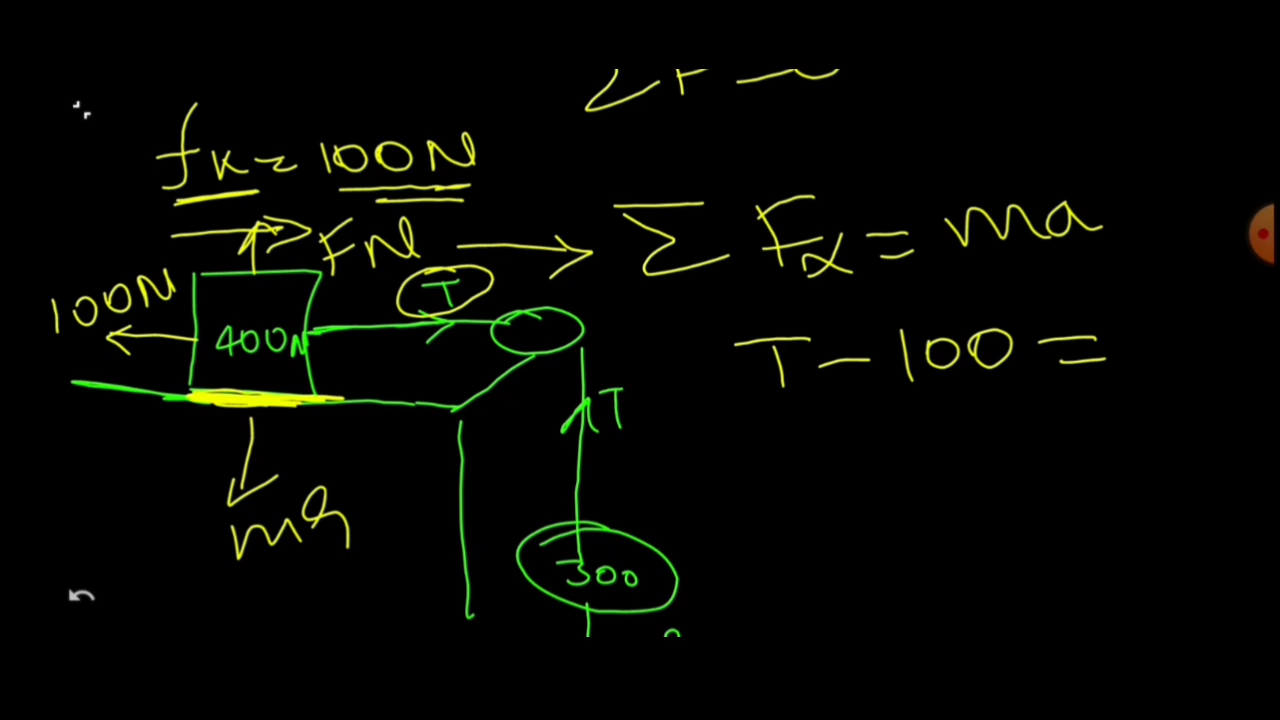 fk = 100N
FN
ΣFx = ma
100N
T
400N
T - 100 =
T
mg
300